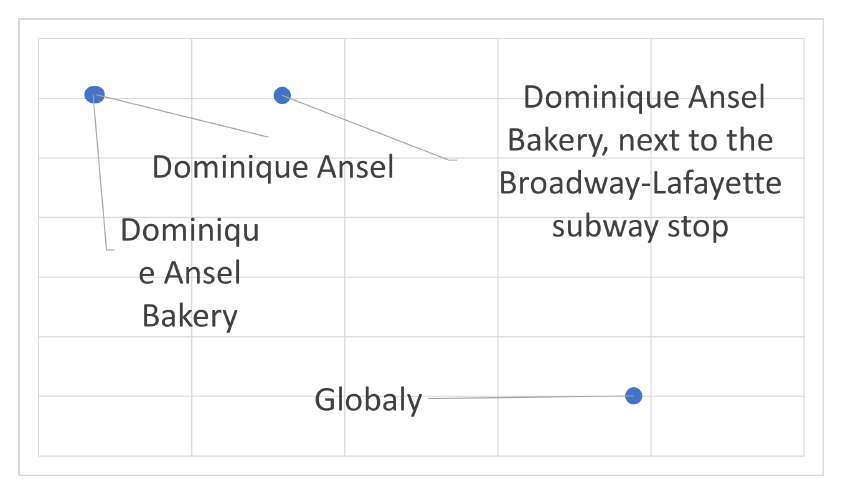 Dominique Ansel
Bakery, next to the
Broadway-Lafayette
subway stop
Dominique Ansel
Dominiqu
e Ansel
Bakery
Globaly